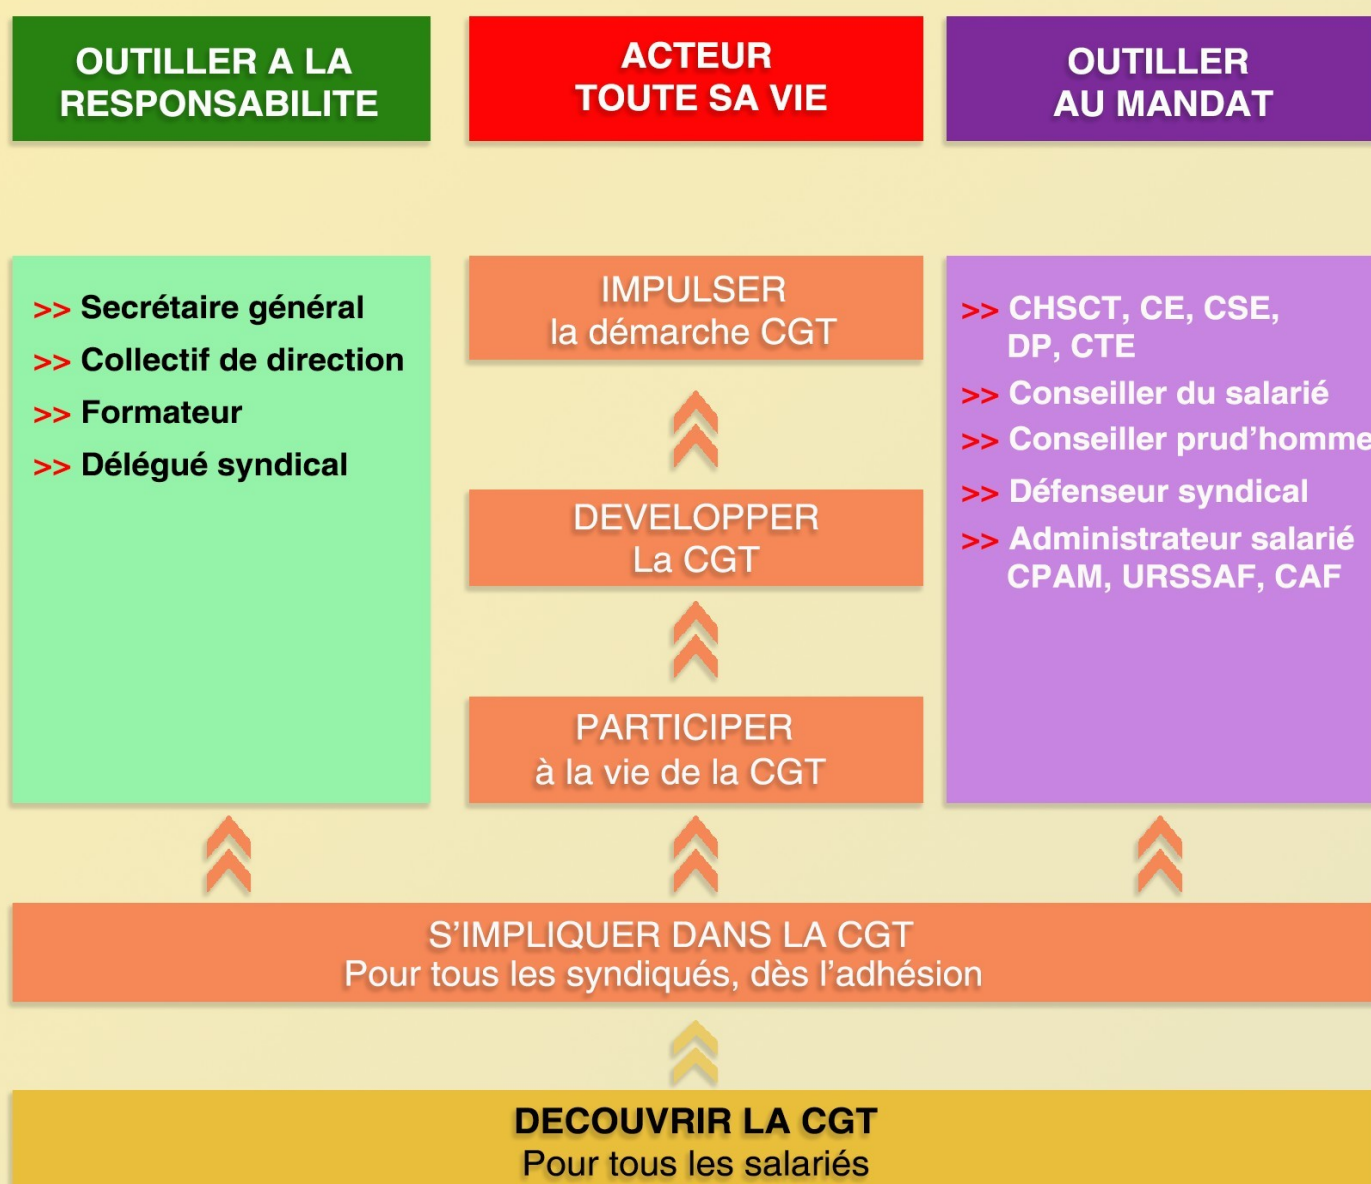 OUTILLER A LA
RESPONSABILITE
ACTEUR
TOUTE SA VIE
OUTILLER
AU MANDAT
>> Secrétaire général
>> Collectif de direction
>> Formateur
>> Délégué syndical
IMPULSER
la démarche CGT
DEVELOPPER
La CGT
PARTICIPER
à la vie de la CGT
>> CHSCT, CE, CSE,
DP, CTE
>> Conseiller du salarié
>> Conseiller prud’homme
>> Défenseur syndical
>> Administrateur salarié
CPAM, URSSAF, CAF
S’IMPLIQUER DANS LA CGT
Pour tous les syndiqués, dès l’adhésion
DECOUVRIR LA CGT
Pour tous les salariés